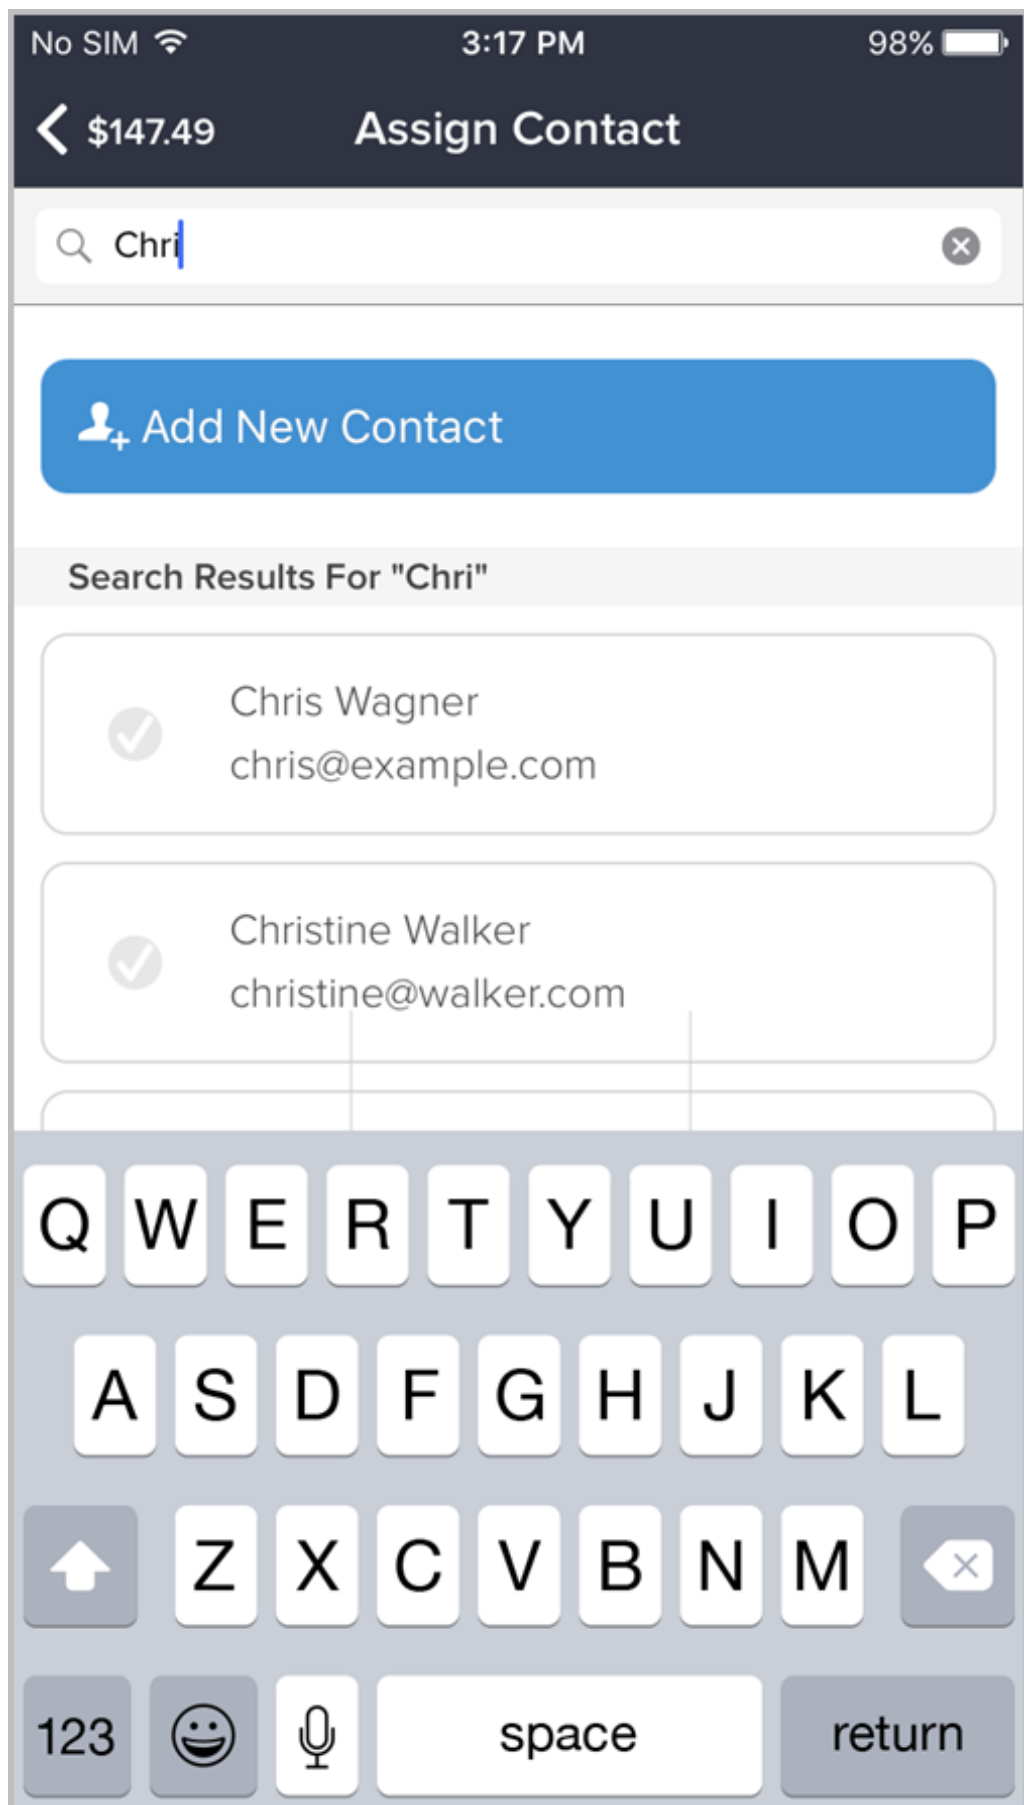 No SIM 3:17 PM 98%
$147.49 Assign Contact
Chri
Add New Contact
Search Results For "Chri"
Chris Wagner
chris@example.com
Christine Walker
christine@walker.com
Q W E R T Y U I O P
A S D F G H J K L
Z X C V B N M
123 space return